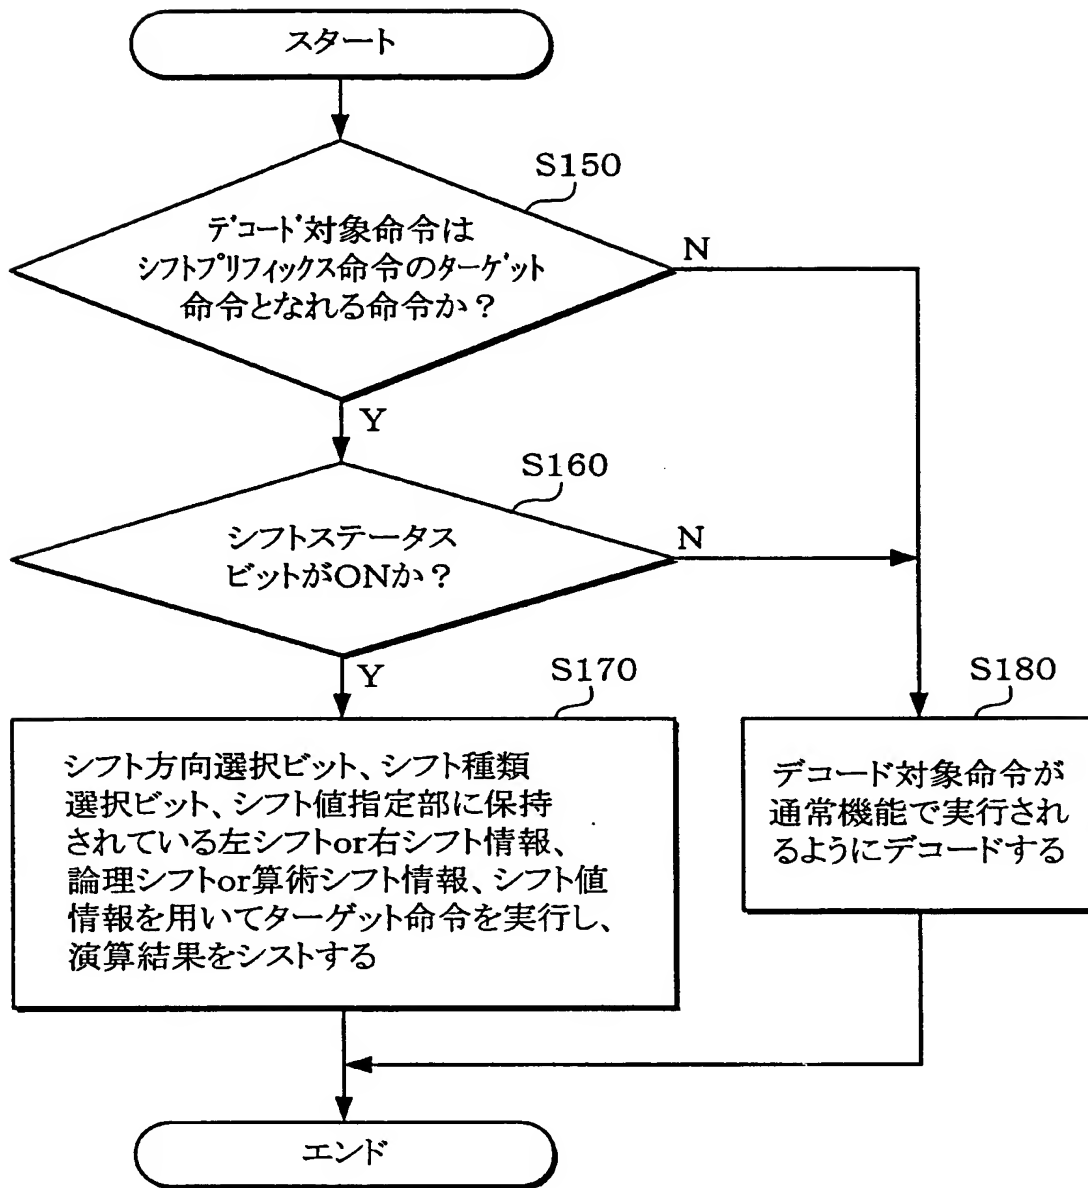 スタート
S150
デコード対象命令は
シフトプリフィックス命令のターゲット
命令となれる命令か？
N
Y
S160
シフトステータス
ビットがONか？
N
Y
S170
シフト方向選択ビット、シフト種類
選択ビット、シフト値指定部に保持
されている左シフトor右シフト情報、
論理シフトor算術シフト情報、シフト値
情報を用いてターゲット命令を実行し、
演算結果をシストする
S180
デコード対象命令が
通常機能で実行され
るようにデコードする
エンド